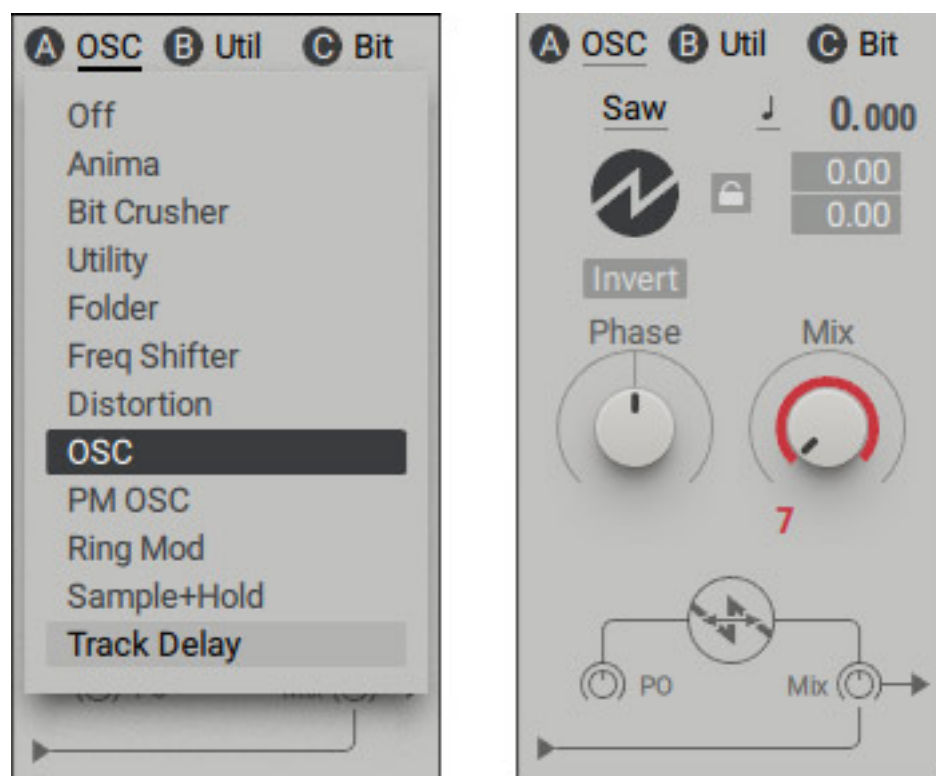 A OSC B Util C Bit
Off
Anima
Bit Crusher
Utility
Folder
Freq Shifter
Distortion
OSC
PM OSC
Ring Mod
Sample+Hold
Track Delay
A OSC B Util C Bit
Saw 0.000
0.00
0.00
Invert
Phase Mix
7
PO Mix